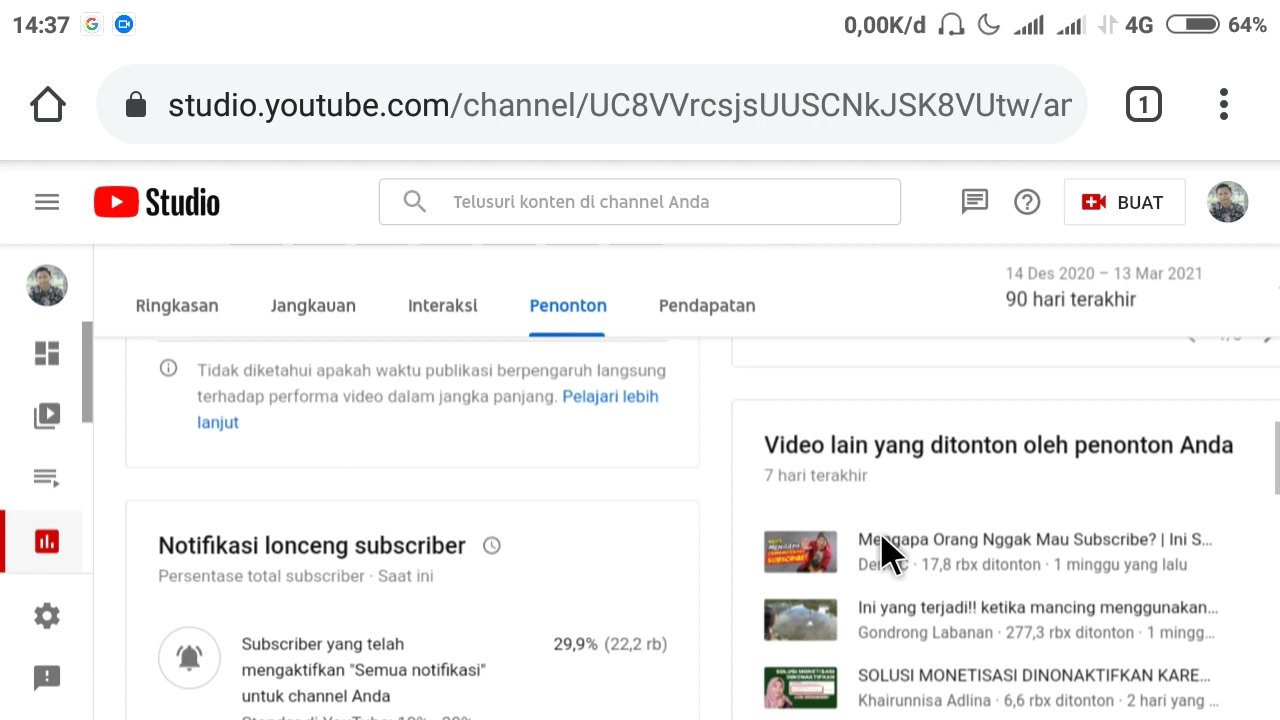 14:37
0,00K/d 4G 64%
studio.youtube.com/channel/UC8VVrcsjsUUSCNkJSK8VUtw/ar
1
Studio
Telusuri konten di channel Anda
BUAT
Ringkasan Jangkauan Interaksi Penonton Pendapatan
14 Des 2020 – 13 Mar 2021
90 hari terakhir
Tidak diketahui apakah waktu publikasi berpengaruh langsung
terhadap performa video dalam jangka panjang. Pelajari lebih
lanjut
Notifikasi lonceng subscriber
Persentase total subscriber · Saat ini
Subscriber yang telah
mengaktifkan "Semua notifikasi"
untuk channel Anda
29,9% (22,2 rb)
Video lain yang ditonton oleh penonton Anda
7 hari terakhir
Mengapa Orang Nggak Mau Subscribe? | Ini S...
· 17,8 rbx ditonton · 1 minggu yang lalu
Ini yang terjadi!! ketika mancing menggunakan...
Gondrong Labanan · 277,3 rbx ditonton · 1 mingg...
SOLUSI MONETISASI DINONAKTIFKAN KARE...
Khairunnisa Adlina · 6,6 rbx ditonton · 2 hari yang ...